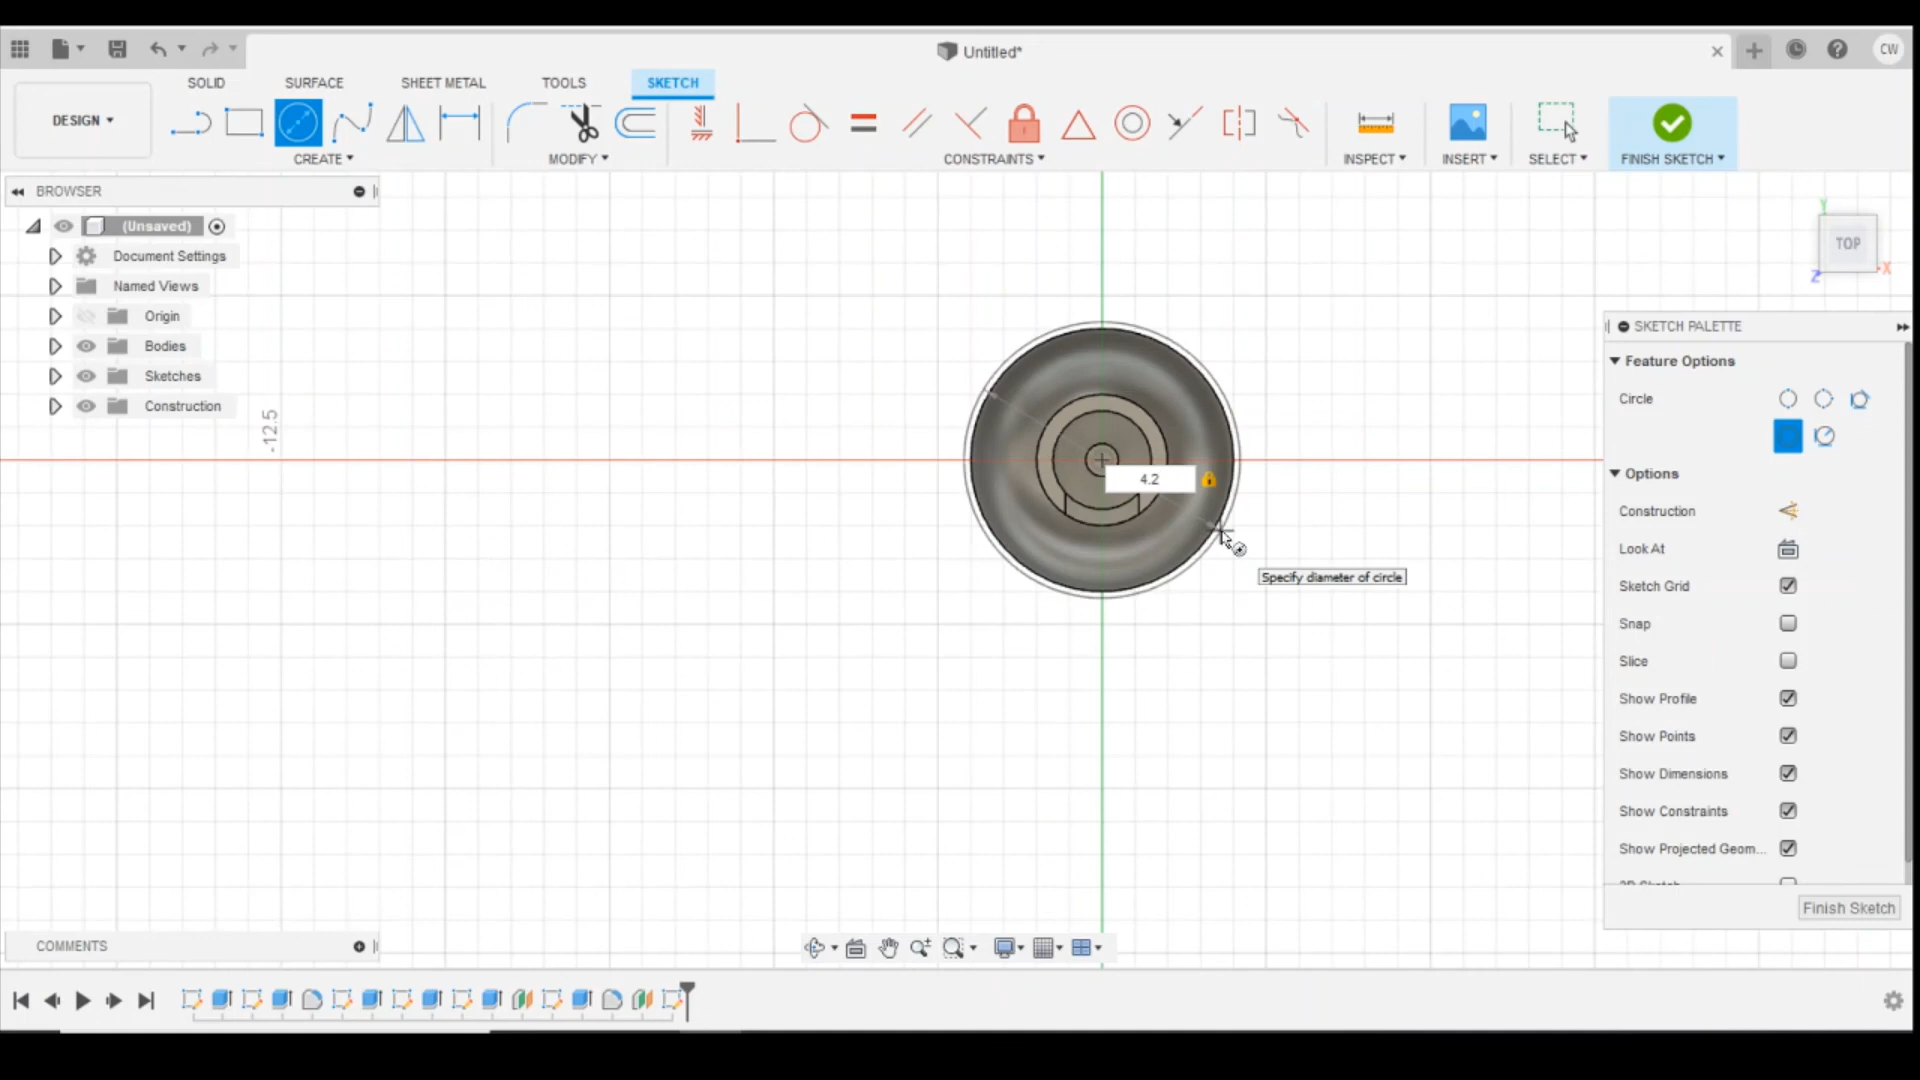 Untitled*
CW
SOLID
SURFACE
SHEET METAL
TOOLS
SKETCH
DESIGN
CREATE
MODIFY
CONSTRAINTS
INSPECT
INSERT
SELECT
FINISH SKETCH
BROWSER
(Unsaved)
Document Settings
Named Views
Origin
Bodies
Sketches
Construction
-12.5
4.2
Specify diameter of circle
Y
TOP
X
Z
SKETCH PALETTE
Feature Options
Circle
Options
Construction
Look At
Sketch Grid
Snap
Slice
Show Profile
Show Points
Show Dimensions
Show Constraints
Show Projected Geom...
Finish Sketch
COMMENTS